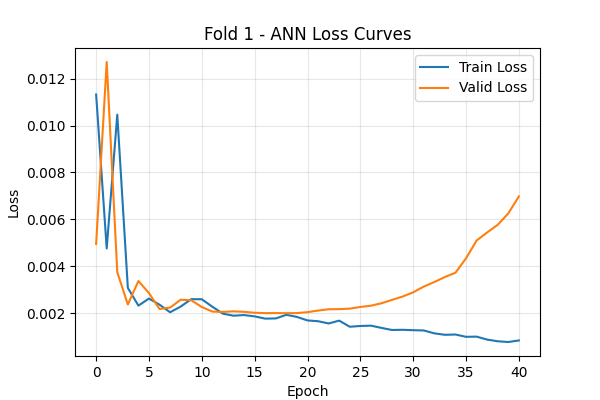 Fold 1 - ANN Loss Curves
Train Loss
Valid Loss
0.012
0.010
0.008
0.006
0.004
0.002
Loss
0 5 10 15 20 25 30 35 40
Epoch